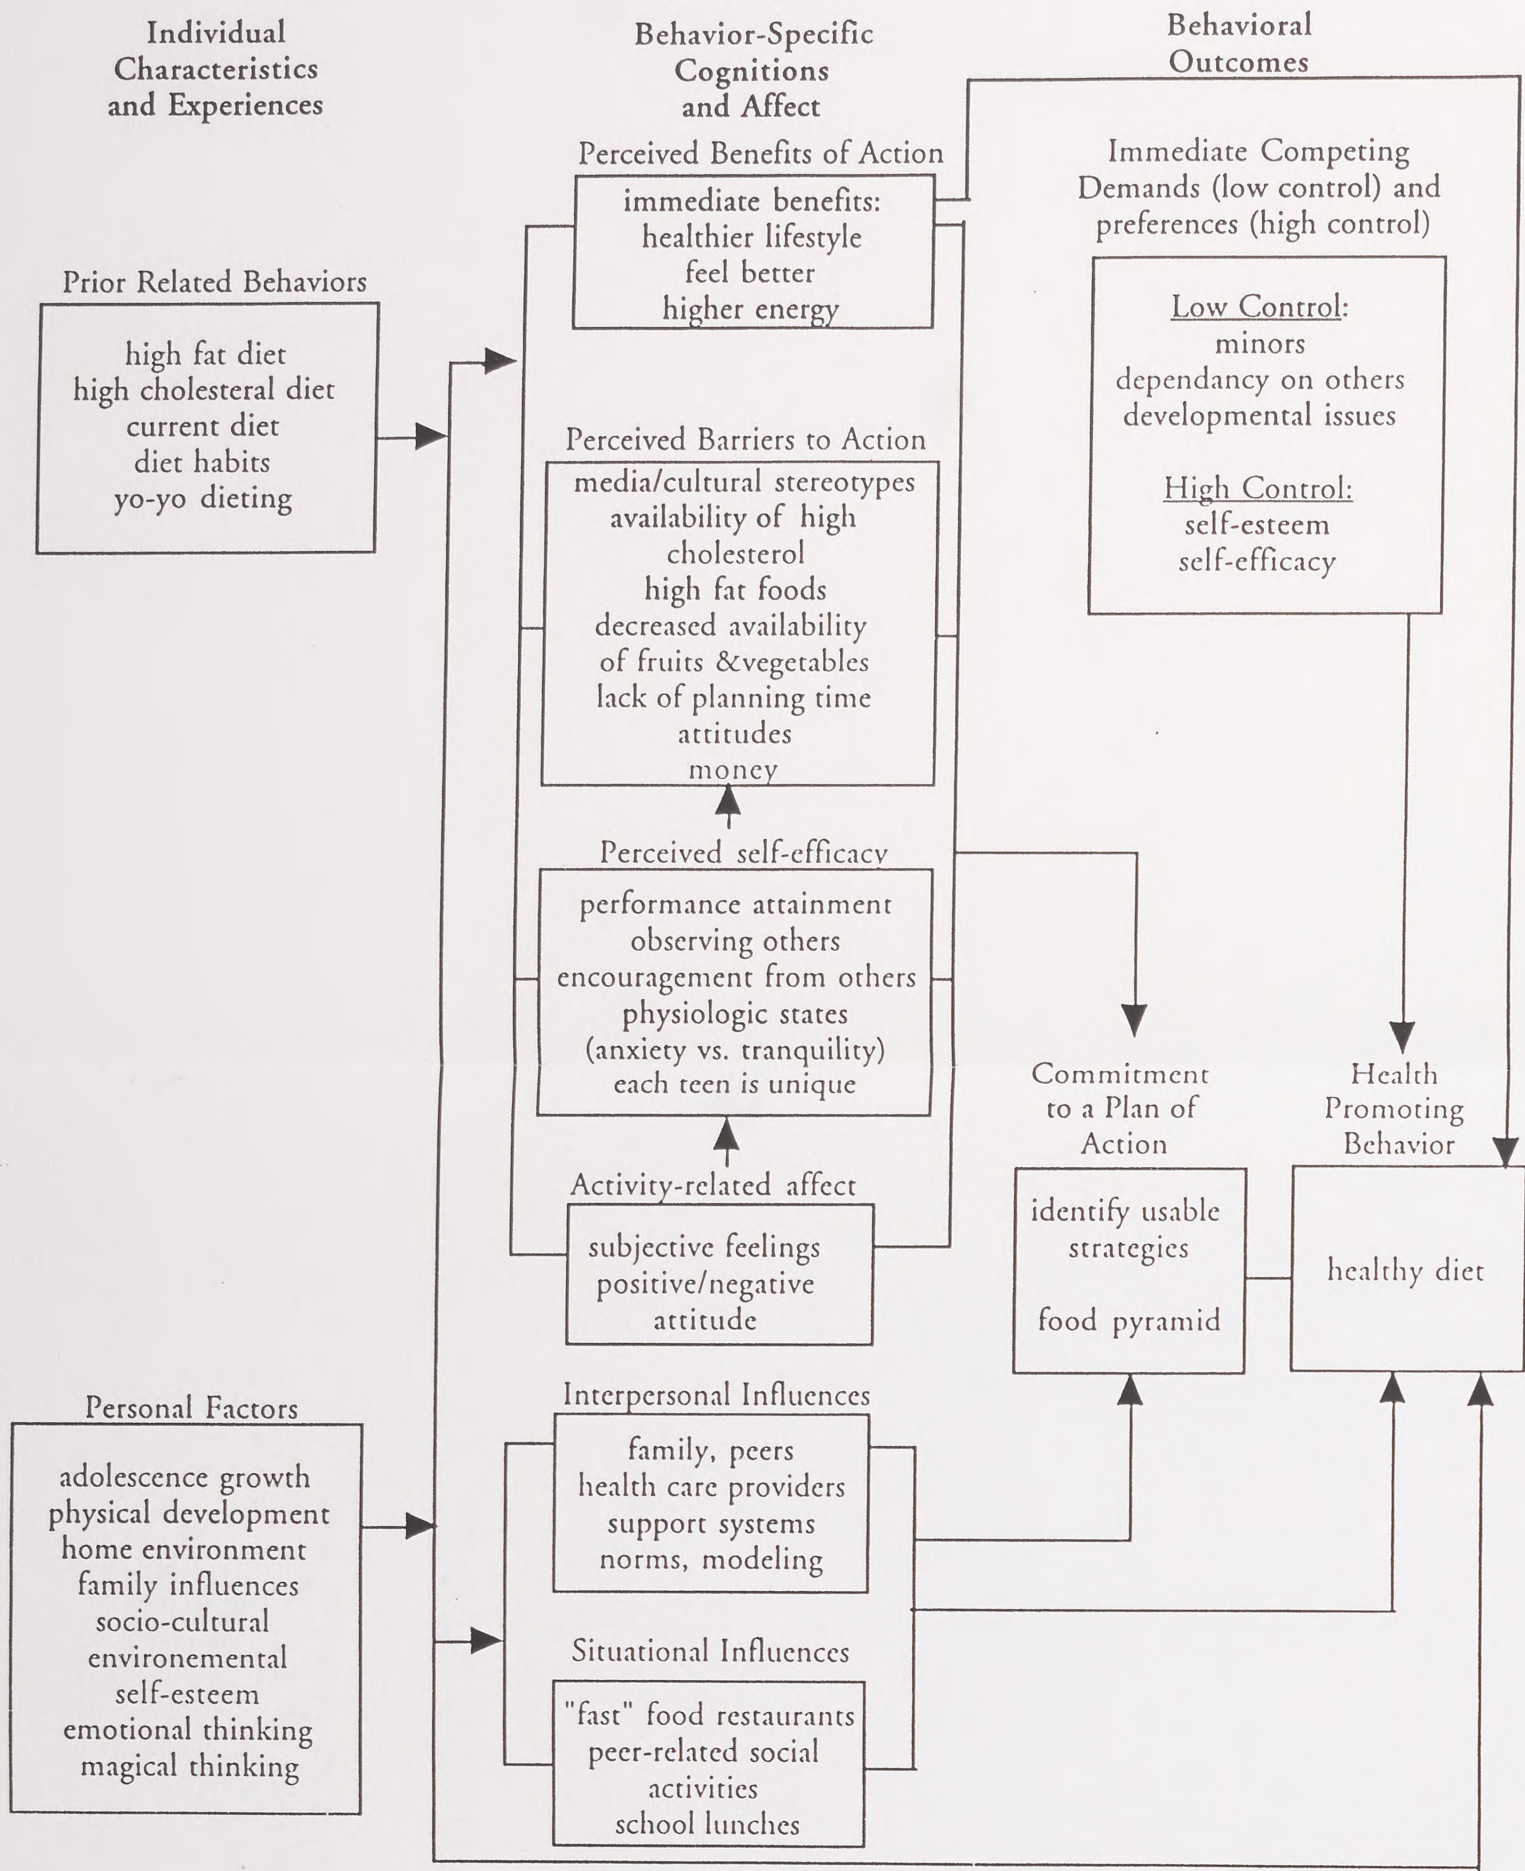 Individual
Characteristics
and Experiences
Behavior-Specific
Cognitions
and Affect
Behavioral
Outcomes
Prior Related Behaviors
high fat diet
high cholesteral diet
current diet
diet habits
yo-yo dieting
Personal Factors
adolescence growth
physical development
home environment
family influences
socio-cultural
environemental
self-esteem
emotional thinking
magical thinking
Perceived Benefits of Action
immediate benefits:
healthier lifestyle
feel better
higher energy
Perceived Barriers to Action
media/cultural stereotypes
availability of high
cholesterol
high fat foods
decreased availability
of fruits &vegetables
lack of planning time
attitudes
money
Perceived self-efficacy
performance attainment
observing others
encouragement from others
physiologic states
(anxiety vs. tranquility)
each teen is unique
Activity-related affect
subjective feelings
positive/negative
attitude
Interpersonal Influences
family, peers
health care providers
support systems
norms, modeling
Situational Influences
"fast" food restaurants
peer-related social
activities
school lunches
Immediate Competing
Demands (low control) and
preferences (high control)
Low Control:
minors
dependancy on others
developmental issues
High Control:
self-esteem
self-efficacy
Commitment
to a Plan of
Action
identify usable
strategies
food pyramid
Health
Promoting
Behavior
healthy diet